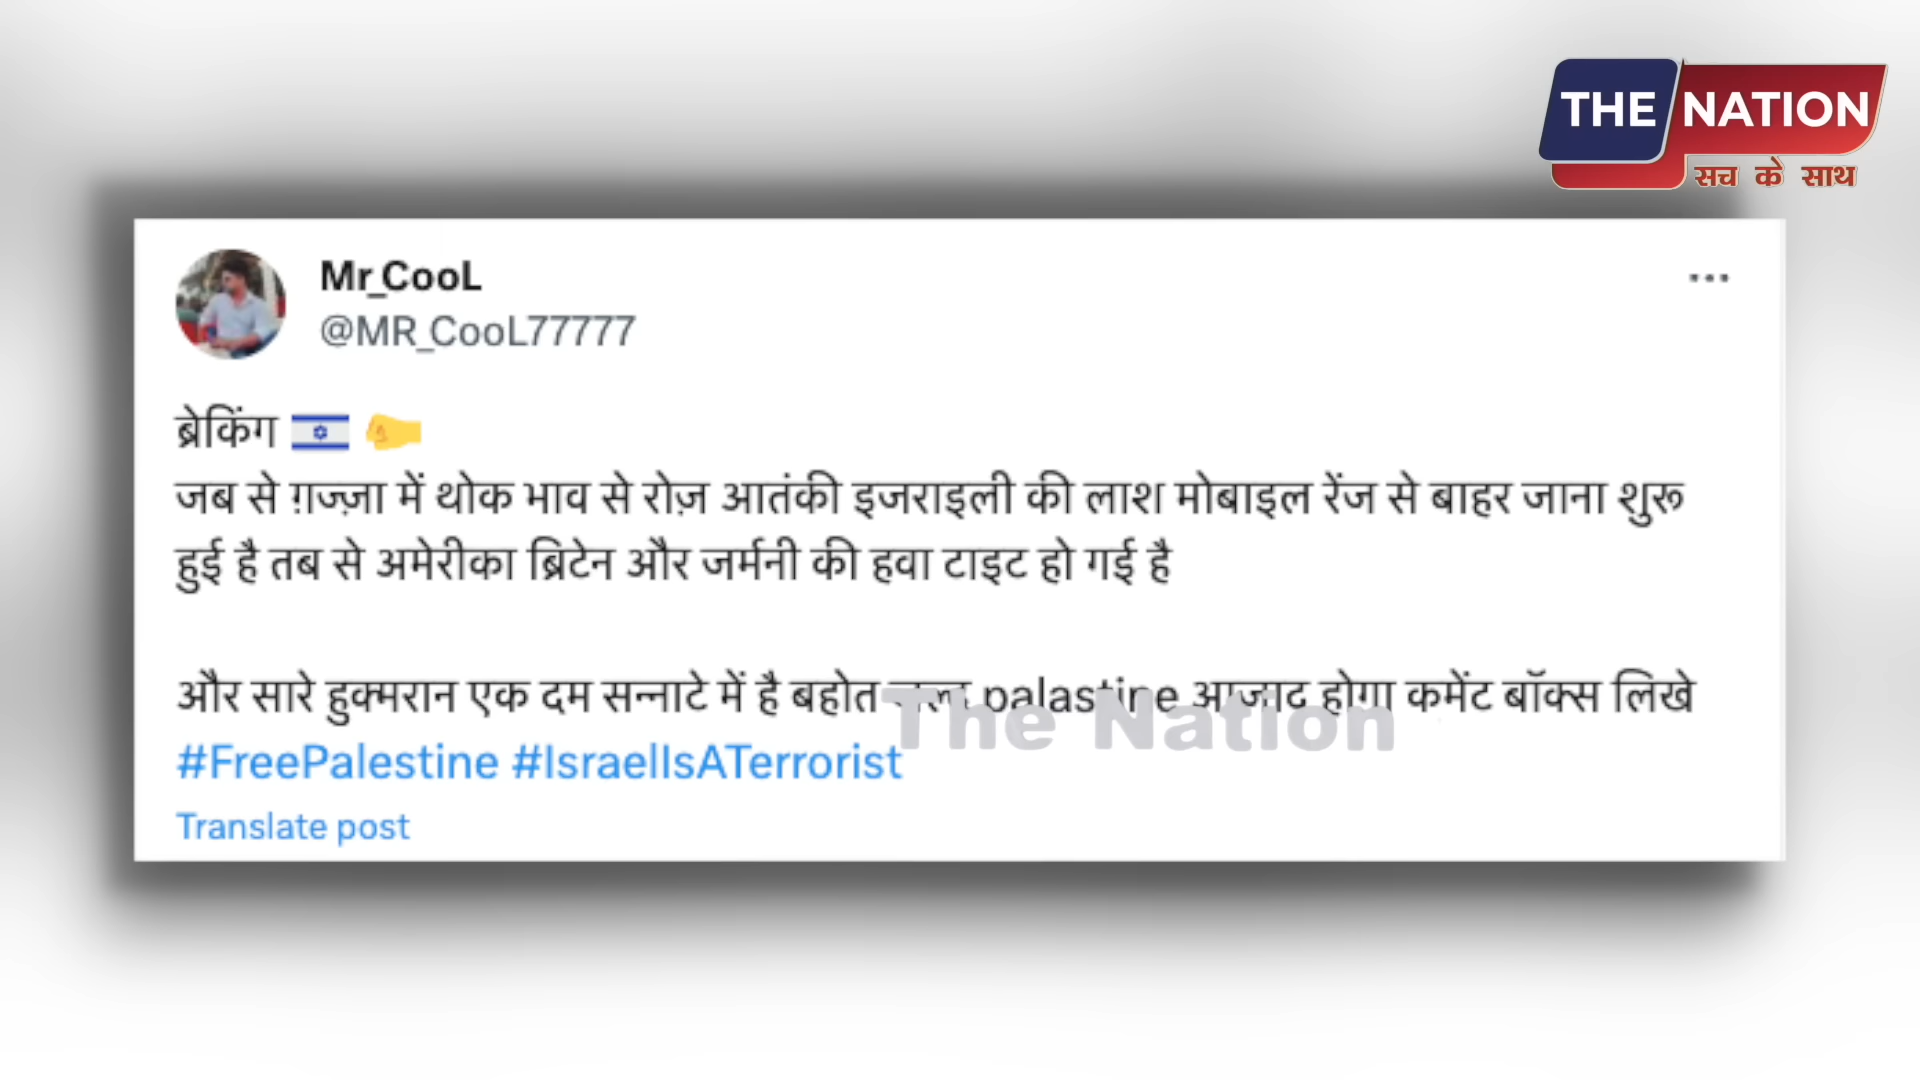 THE NATION
सच के साथ
Mr_CooL
@MR_CooL77777
ब्रेकिंग
जब से ग़ज्ज़ा में थोक भाव से रोज़ आतंकी इजराइली की लाश मोबाइल रेंज से बाहर जाना शुरू
हुई है तब से अमेरीका ब्रिटेन और जर्मनी की हवा टाइट हो गई है
और सारे हुक्मरान एक दम सन्नाटे में है बहोत palastine आज़ाद होगा कमेंट बॉक्स लिखे
The Nation
#FreePalestine #IsraelIsATerrorist
Translate post